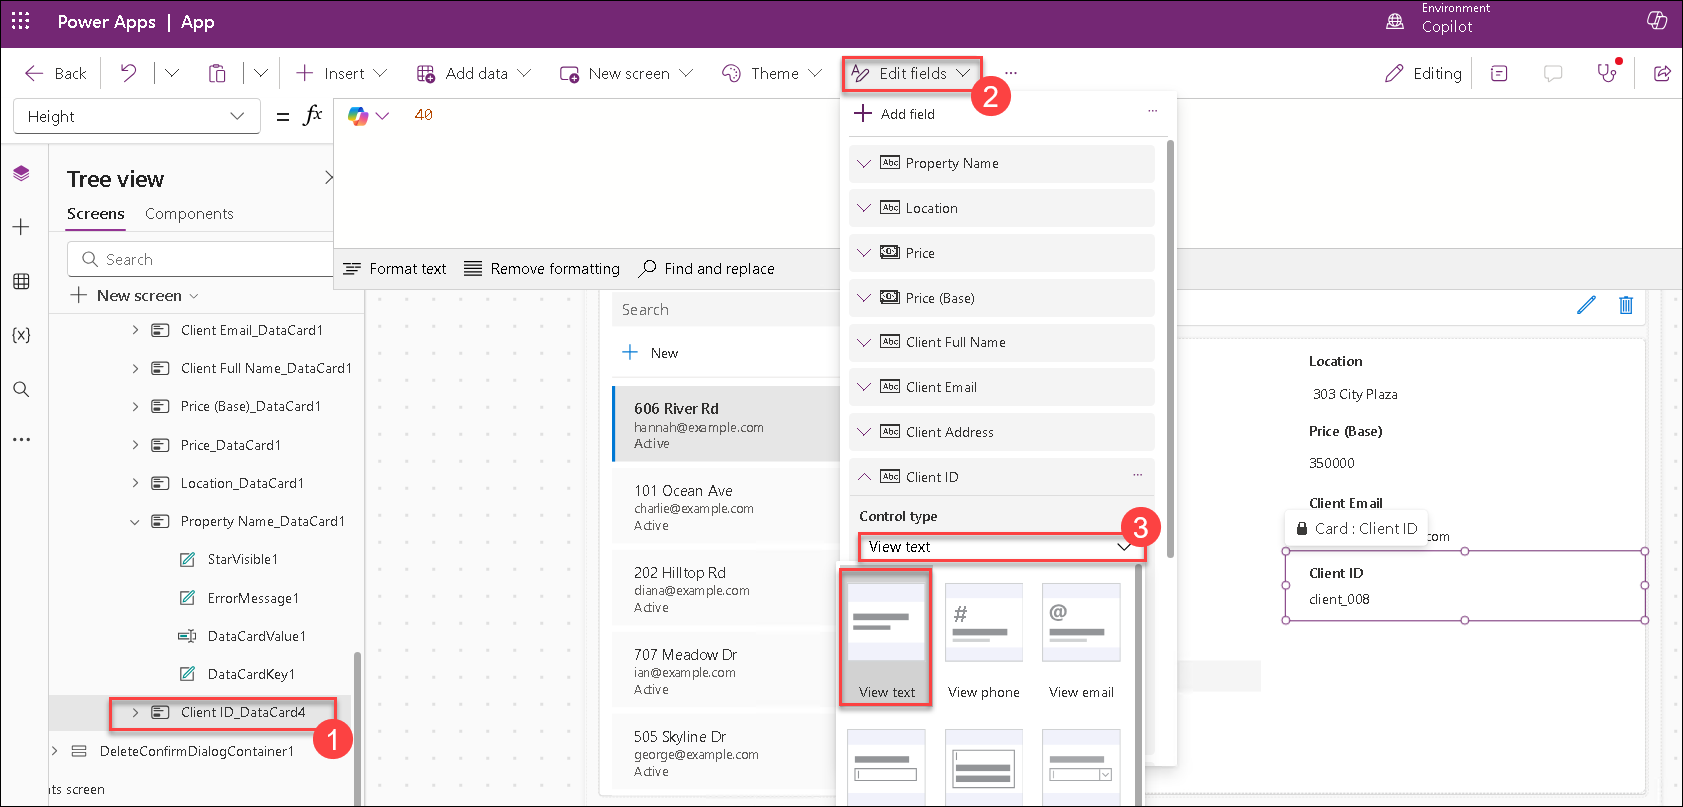 Power Apps | App
Environment
Copilot
Back
Insert
Add data
New screen
Theme
Edit fields
...
2
Editing
Height
= fx
40
Add field
...
Tree view
Screens
Components
Search
New screen
Format text
Remove formatting
Find and replace
Client Email_DataCard1
Client Full Name_DataCard1
Price (Base)_DataCard1
Price_DataCard1
Location_DataCard1
Property Name_DataCard1
StarVisible1
ErrorMessage1
DataCardValue1
DataCardKey1
Client ID_DataCard4
1
DeleteConfirmDialogContainer1
its screen
Search
New
606 River Rd
hannah@example.com
Active
101 Ocean Ave
charlie@example.com
Active
202 Hilltop Rd
diana@example.com
Active
707 Meadow Dr
ian@example.com
Active
505 Skyline Dr
george@example.com
Active
Abc Property Name
Abc Location
Price
Price (Base)
Abc Client Full Name
Abc Client Email
Abc Client Address
Abc Client ID
...
Control type
3
View text
View text
#
View phone
@
View email
Location
303 City Plaza
Price (Base)
350000
Client Email
Card : Client ID
com
Client ID
client_008